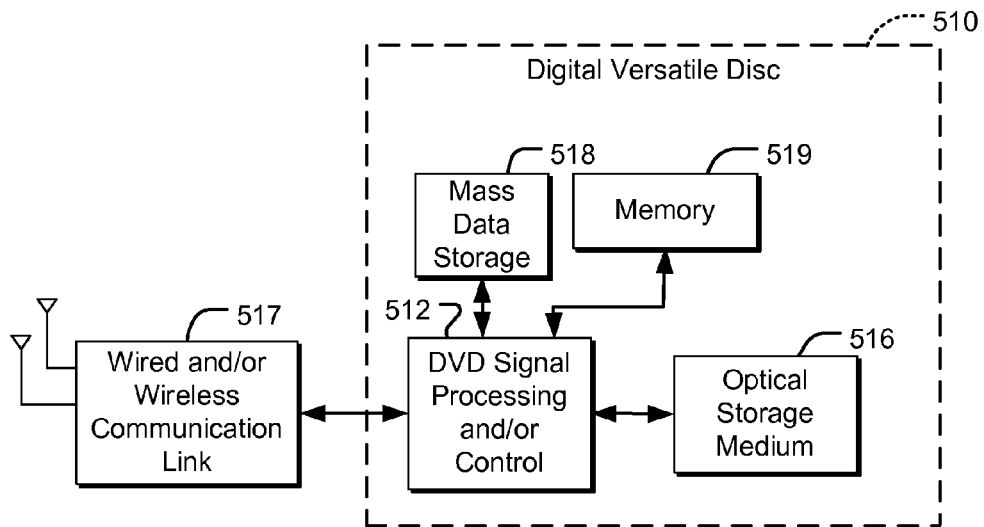 510
Digital Versatile Disc
518
519
Mass
Data
Storage
Memory
512
517
516
Wired and/or
Wireless
Communication
Link
DVD Signal
Processing
and/or
Control
Optical
Storage
Medium